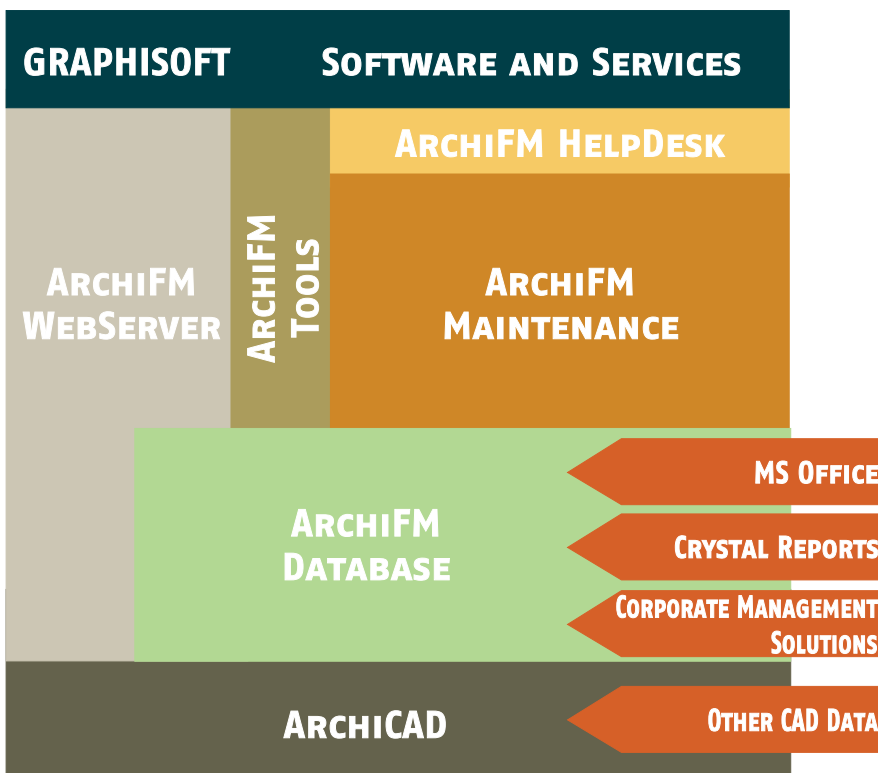 GRAPHISOFT SOFTWARE AND SERVICES
ARCHIFM HELPDESK
ARCHIFM
WEBSERVER
ARCHIFM
TOOLS
ARCHIFM
MAINTENANCE
ARCHIFM
DATABASE
MS OFFICE
CRYSTAL REPORTS
CORPORATE MANAGEMENT
SOLUTIONS
ARCHICAD
OTHER CAD DATA